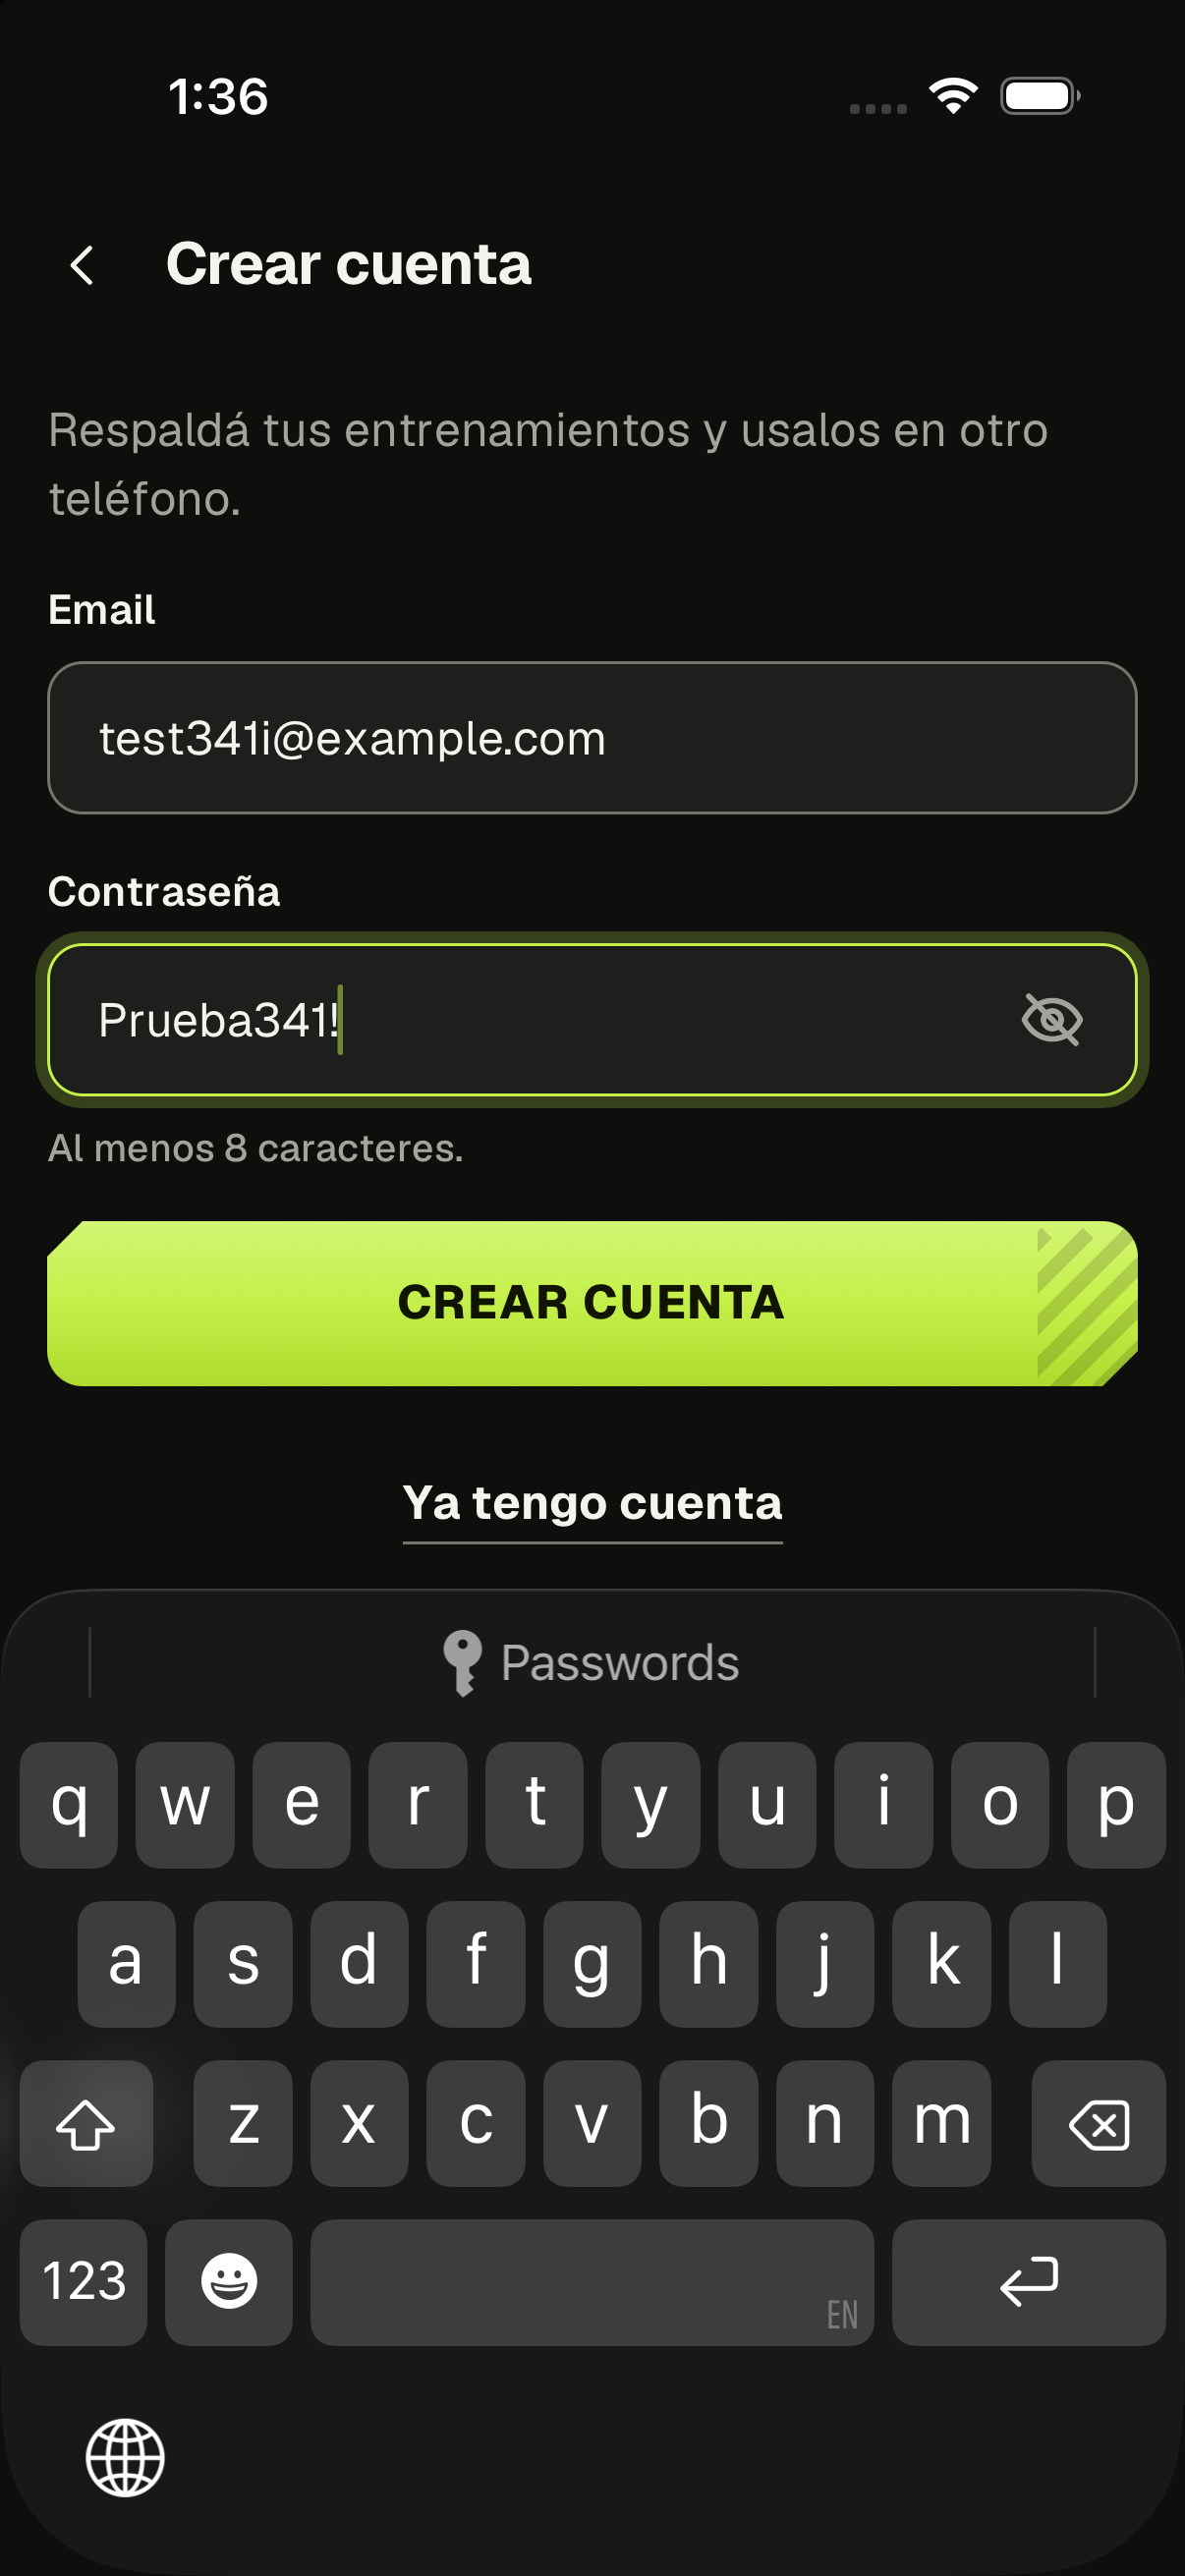 1:36
Crear cuenta
Respaldá tus entrenamientos y usalos en otro
teléfono.
Email
test341i@example.com
Contraseña
Prueba341!
Al menos 8 caracteres.
CREAR CUENTA
Ya tengo cuenta
Passwords
q w e r t y u i o p
a s d f g h j k l
z x c v b n m
123 EN